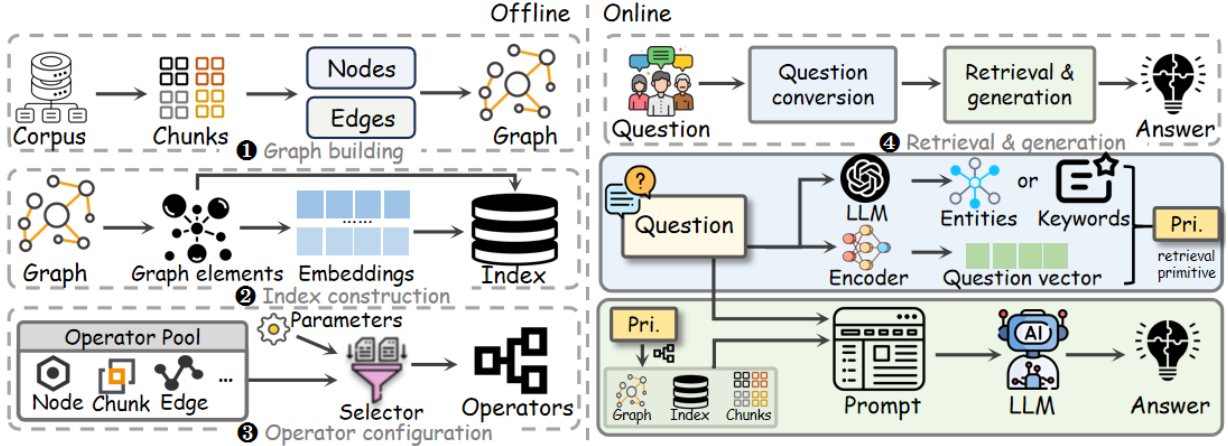 Offline
Online
Nodes
Edges
Corpus
Chunks
Graph
❶ Graph building
Graph
Graph elements
Embeddings
Index
......
❷ Index construction
Operator Pool
Node
Chunk
Edge
...
Parameters
Selector
Operators
❸ Operator configuration
Question
Question
conversion
Retrieval &
generation
Answer
❹ Retrieval & generation
?
Question
LLM
Entities
or
Keywords
Encoder
Question vector
Pri.
retrieval
primitive
Pri.
Graph
Index
Chunks
Prompt
AI
LLM
Answer